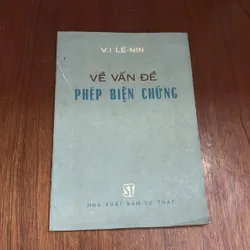 V.I LÊ-NIN
VỀ VẤN ĐỀ
PHÉP BIỆN CHỨNG
ST
NHÀ XUẤT BẢN SỰ THẬT